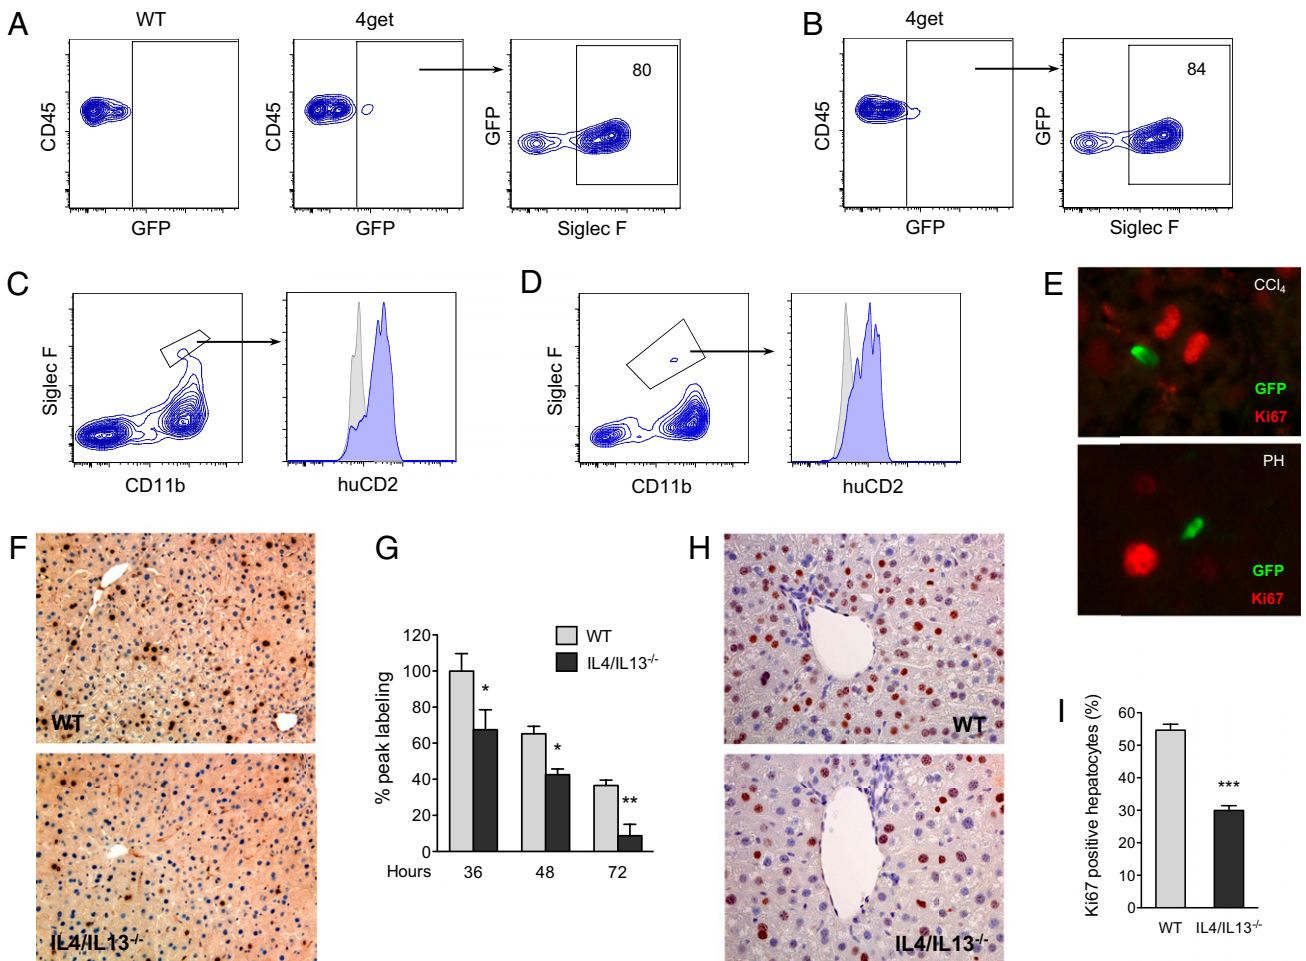 A
WT
4get
B
4get
CD45
GFP
CD45
GFP
80
GFP
Siglec F
CD45
GFP
84
GFP
Siglec F
C
D
E
Siglec F
CD11b
huCD2
Siglec F
CD11b
huCD2
CCl₄
GFP
Ki67
PH
GFP
Ki67
F
WT
IL4/IL13-/-
G
WT
IL4/IL13-/-
% peak labeling
120
100
80
60
40
20
0
*
*
**
Hours 36 48 72
H
WT
IL4/IL13-/-
I
Ki67 positive hepatocytes (%)
60
50
40
30
20
10
0
***
WT IL4/IL13-/-